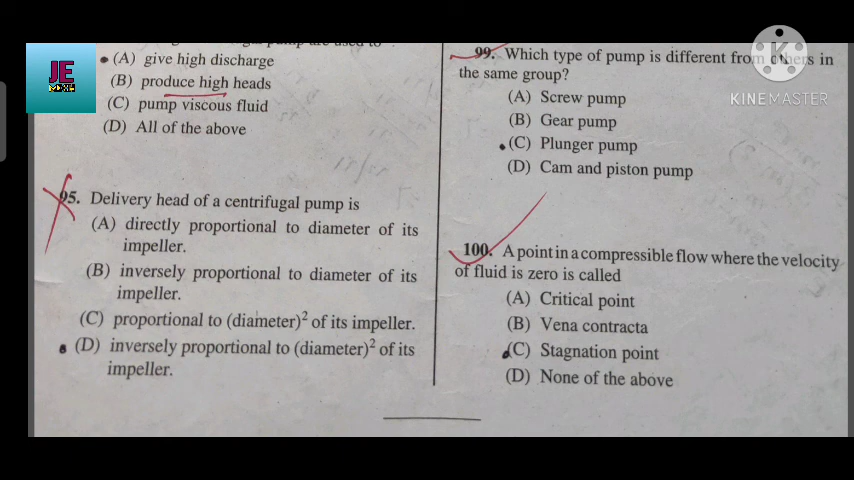 JE
• (A) give high discharge
(B) produce high heads
(C) pump viscous fluid
(D) All of the above
95. Delivery head of a centrifugal pump is
(A) directly proportional to diameter of its
impeller.
(B) inversely proportional to diameter of its
impeller.
(C) proportional to (diameter)² of its impeller.
(D) inversely proportional to (diameter)² of its
impeller.
99. Which type of pump is different from others in
the same group?
(A) Screw pump
(B) Gear pump
(C) Plunger pump
(D) Cam and piston pump
100. A point in a compressible flow where the velocity
of fluid is zero is called
(A) Critical point
(B) Vena contracta
(C) Stagnation point
(D) None of the above
KINEMASTER